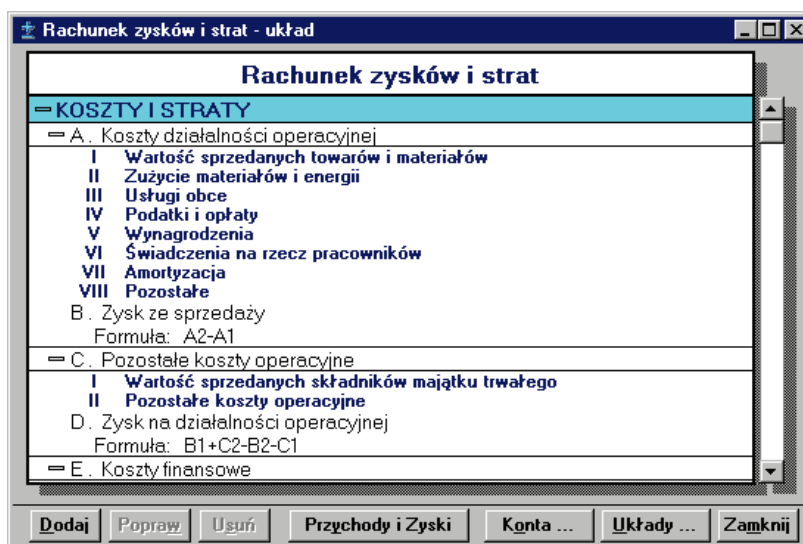 Rachunek zysków i strat - układ
Rachunek zysków i strat
KOSZTY I STRATY
A . Koszty działalności operacyjnej
I Wartość sprzedanych towarów i materiałów
II Zużycie materiałów i energii
III Usługi obce
IV Podatki i opłaty
V Wynagrodzenia
VI Świadczenia na rzecz pracowników
VII Amortyzacja
VIII Pozostałe
B . Zysk ze sprzedaży
Formuła: A2-A1
C . Pozostałe koszty operacyjne
I Wartość sprzedanych składników majątku trwałego
II Pozostałe koszty operacyjne
D . Zysk na działalności operacyjnej
Formuła: B1+C2-B2-C1
E . Koszty finansowe
Dodaj Popraw Usuń Przychody i Zyski Konta ... Układy ... Zamknij